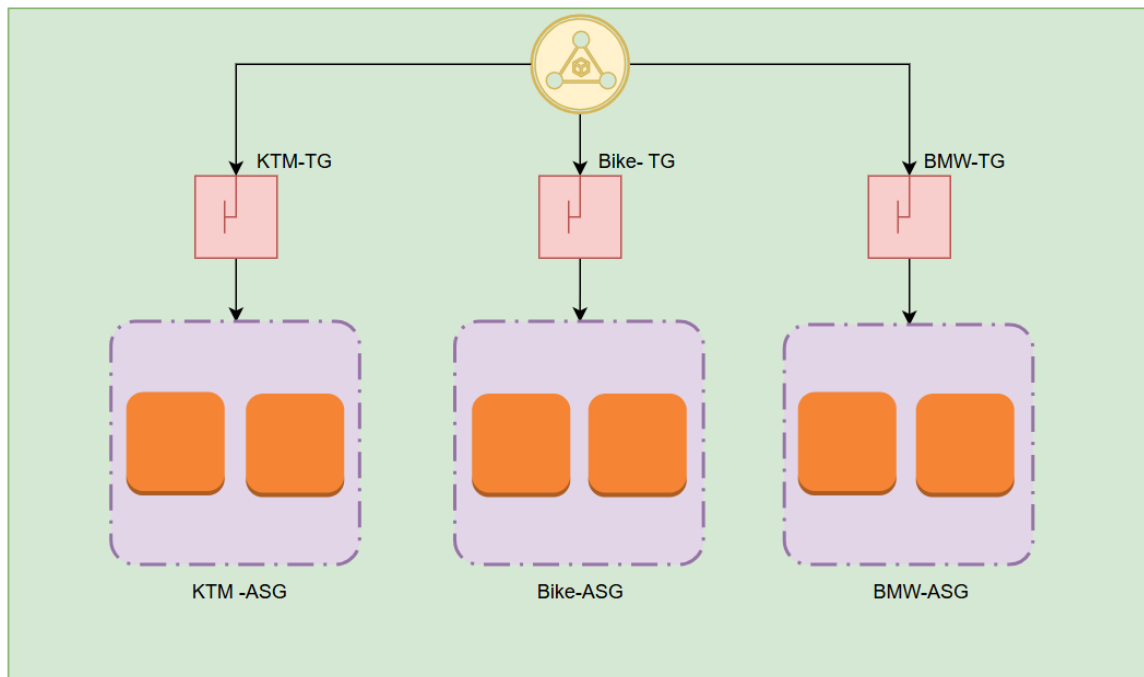 KTM-TG
Bike- TG
BMW-TG
KTM -ASG
Bike-ASG
BMW-ASG